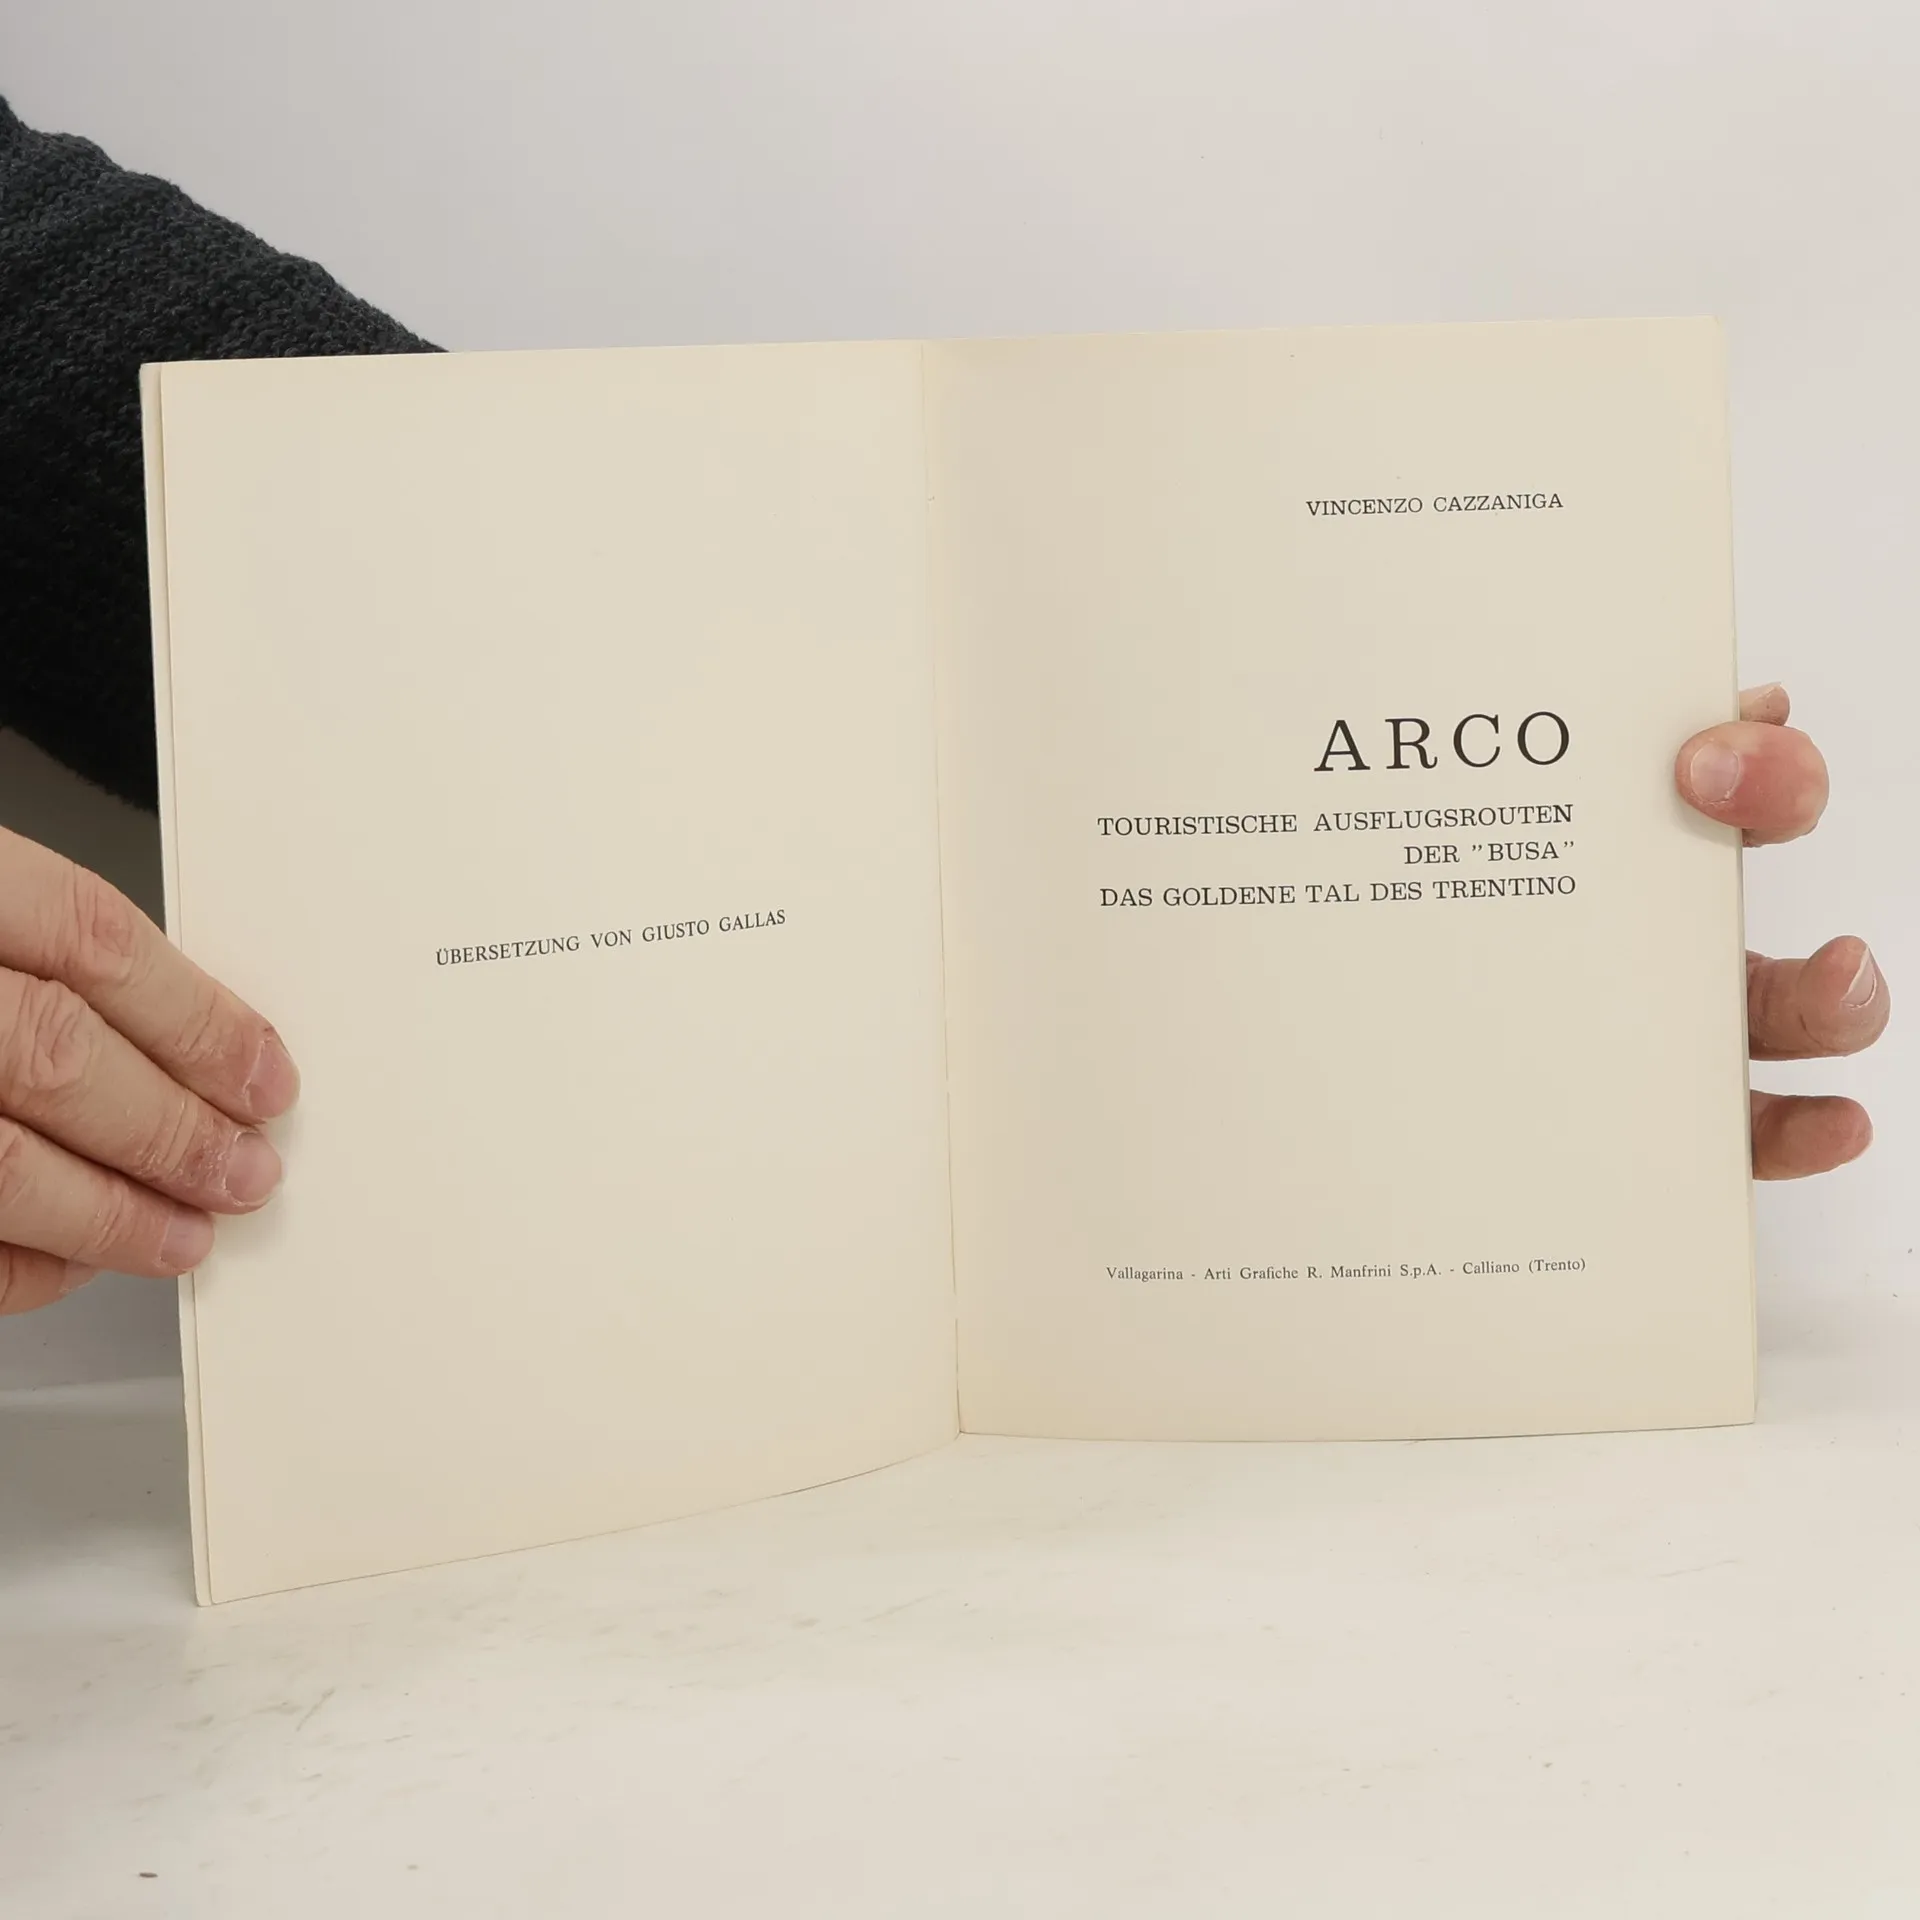 ÜBERSETZUNG VON GIUSTO GALLAS
VINCENZO CAZZANIGA
ARCO
TOURISTISCHE AUSFLUGSROUTEN
DER ”BUSA”
DAS GOLDENE TAL DES TRENTINO
Vallagarina - Arti Grafiche R. Manfrini S.p.A. - Calliano (Trento)